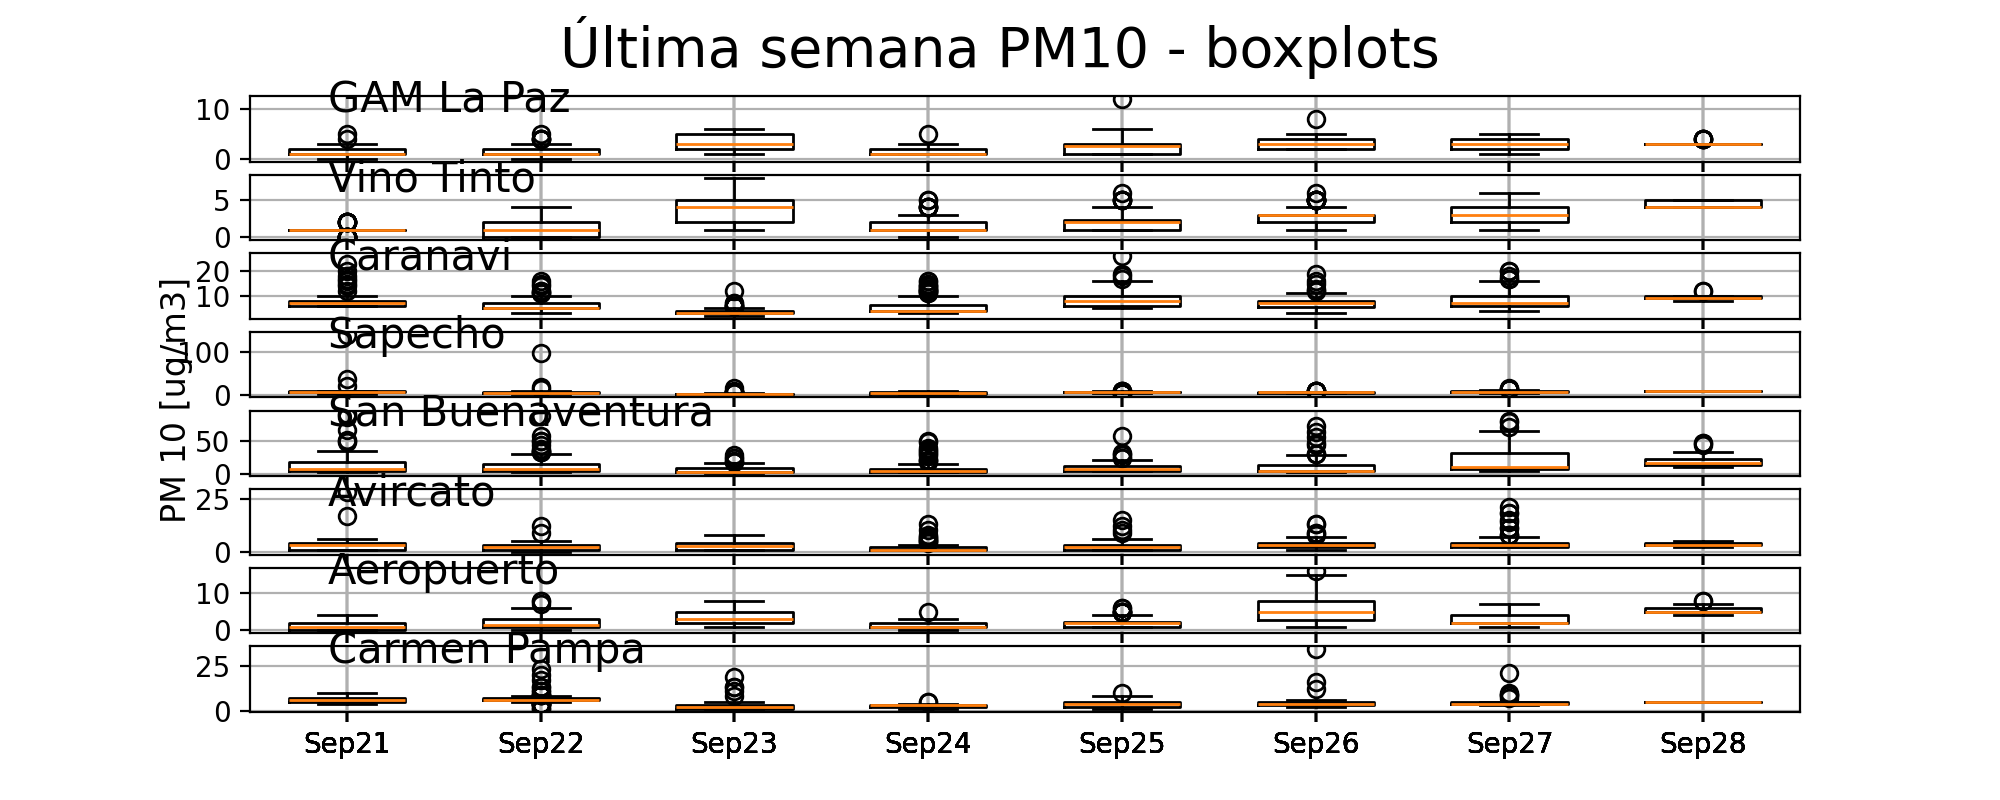 Última semana PM10 - boxplots
GAM La Paz
10
0
Vino Tinto
5
0
Caranavi
20
10
Sapecho
100
0
San Buenaventura
50
0
Avircato
25
0
Aeropuerto
10
0
Carmen Pampa
25
0
PM 10 [ug/m3]
Sep21 Sep22 Sep23 Sep24 Sep25 Sep26 Sep27 Sep28